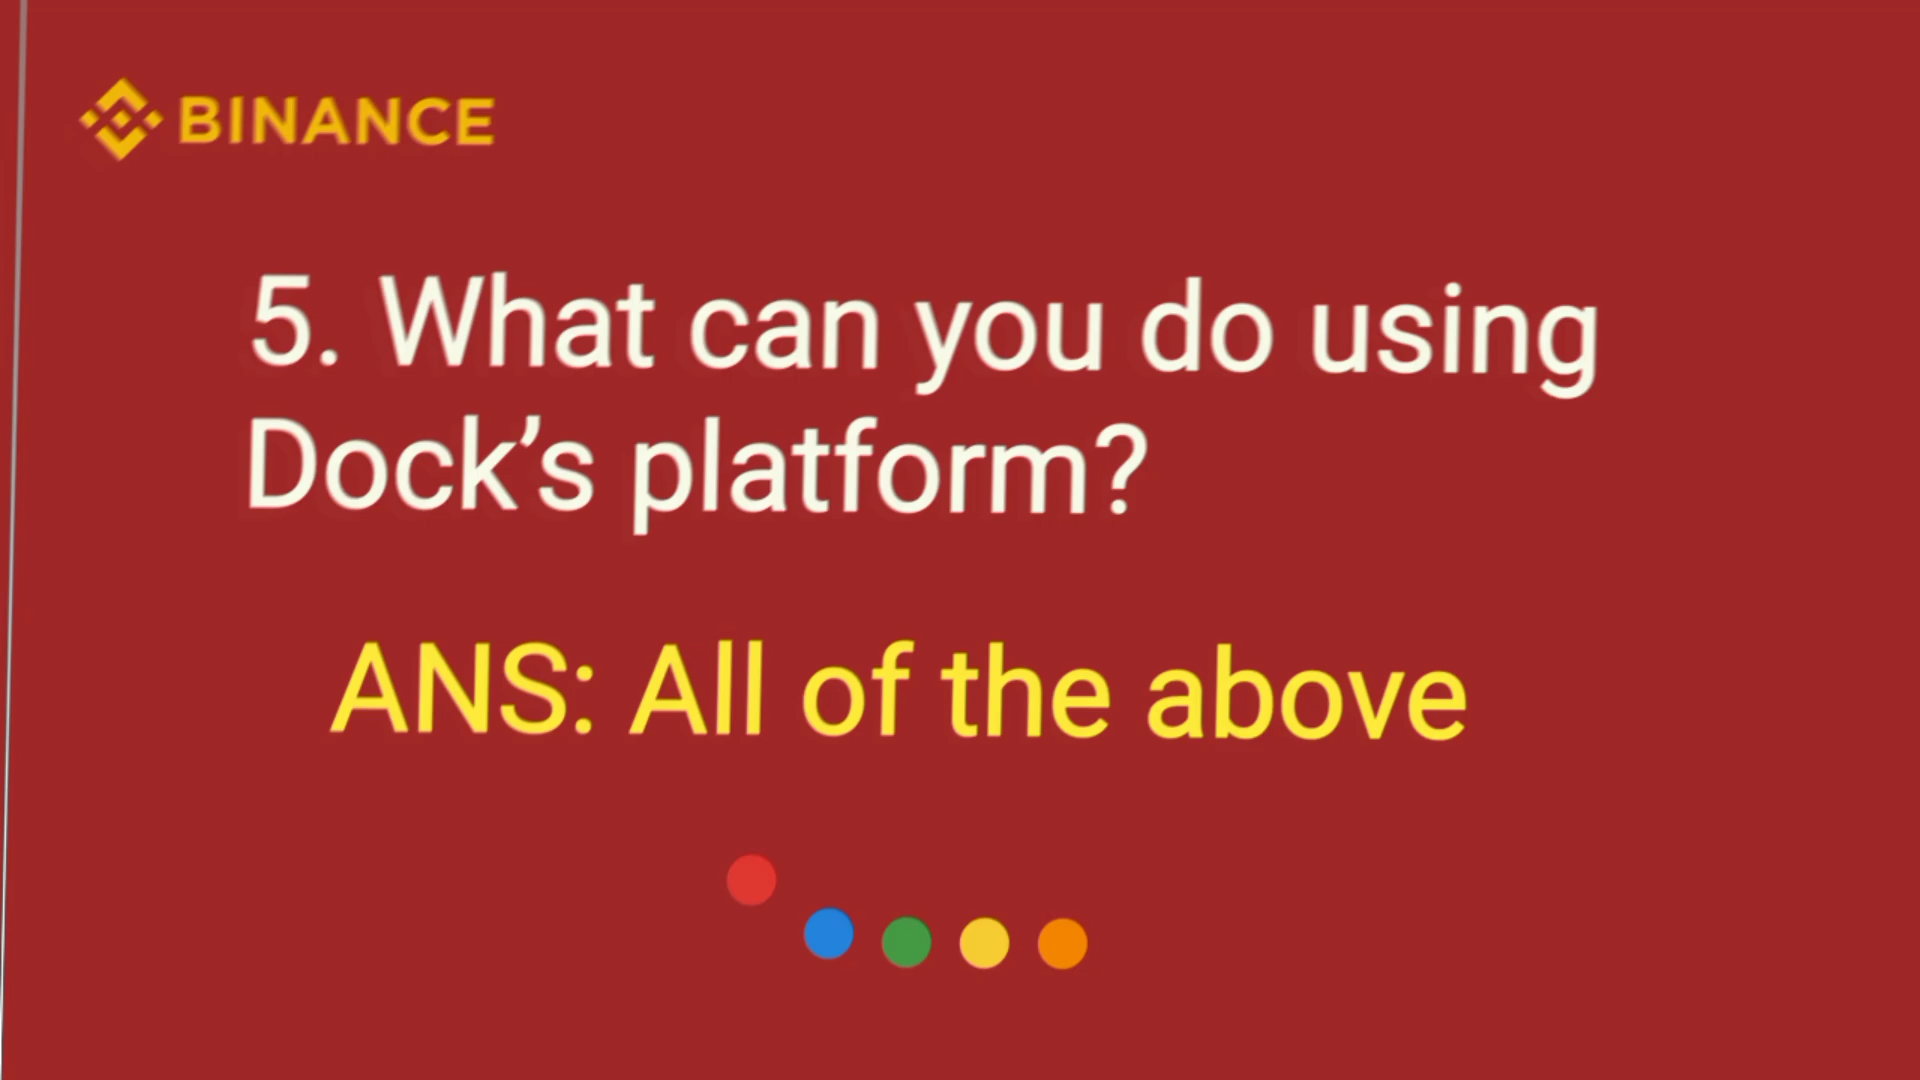 BINANCE
5. What can you do using
Dock’s platform?
ANS: All of the above